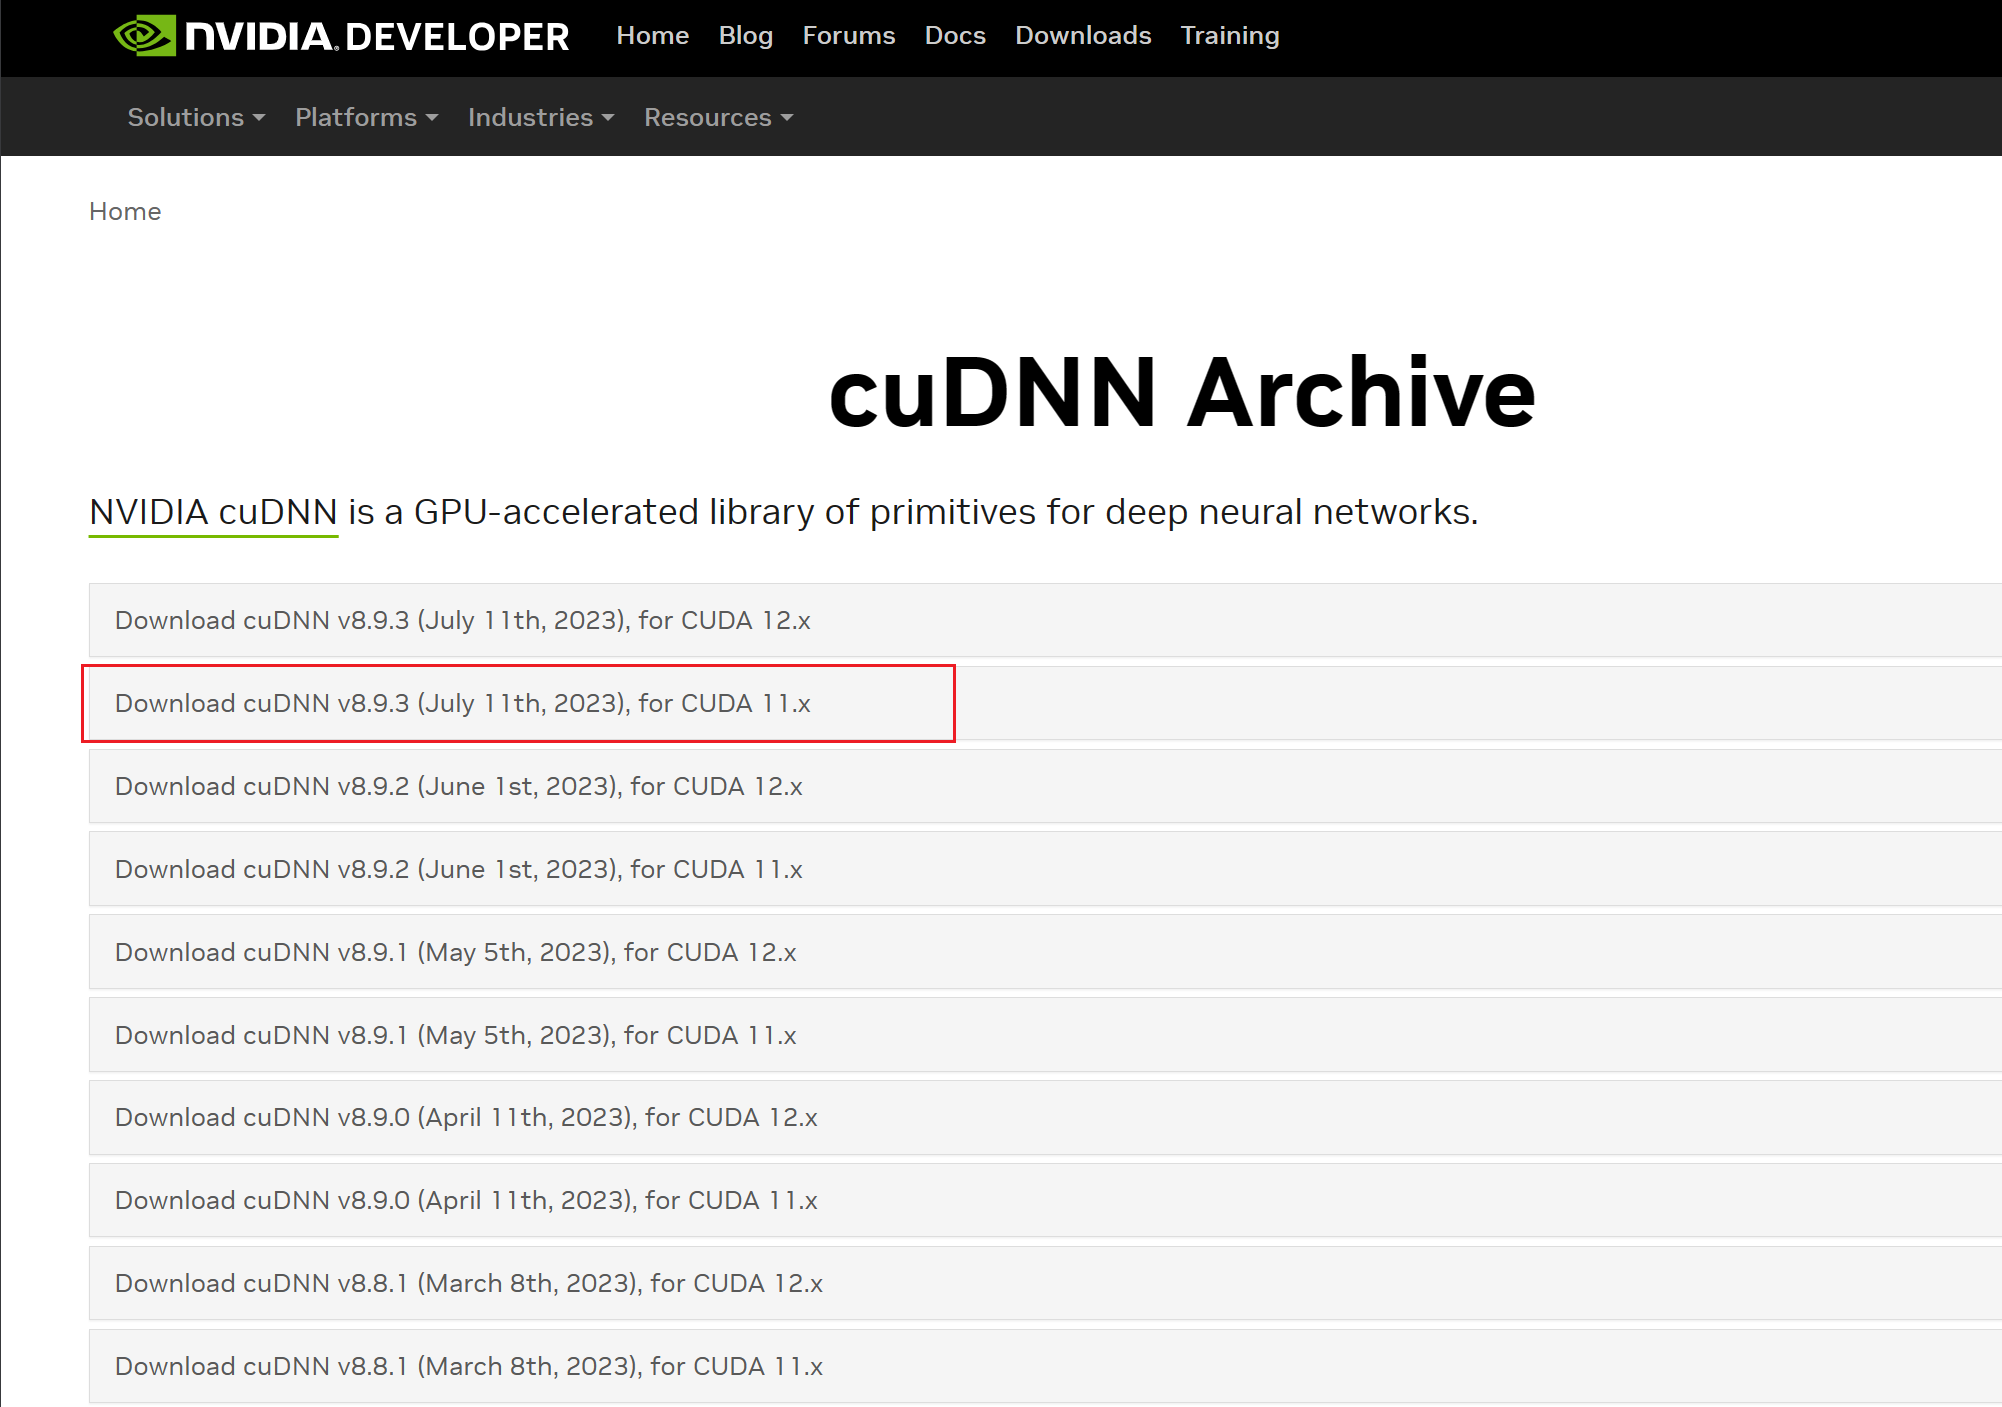 NVIDIA. DEVELOPER Home Blog Forums Docs Downloads Training
Solutions Platforms Industries Resources
Home
cuDNN Archive
NVIDIA cuDNN is a GPU-accelerated library of primitives for deep neural networks.
Download cuDNN v8.9.3 (July 11th, 2023), for CUDA 12.x
Download cuDNN v8.9.3 (July 11th, 2023), for CUDA 11.x
Download cuDNN v8.9.2 (June 1st, 2023), for CUDA 12.x
Download cuDNN v8.9.2 (June 1st, 2023), for CUDA 11.x
Download cuDNN v8.9.1 (May 5th, 2023), for CUDA 12.x
Download cuDNN v8.9.1 (May 5th, 2023), for CUDA 11.x
Download cuDNN v8.9.0 (April 11th, 2023), for CUDA 12.x
Download cuDNN v8.9.0 (April 11th, 2023), for CUDA 11.x
Download cuDNN v8.8.1 (March 8th, 2023), for CUDA 12.x
Download cuDNN v8.8.1 (March 8th, 2023), for CUDA 11.x